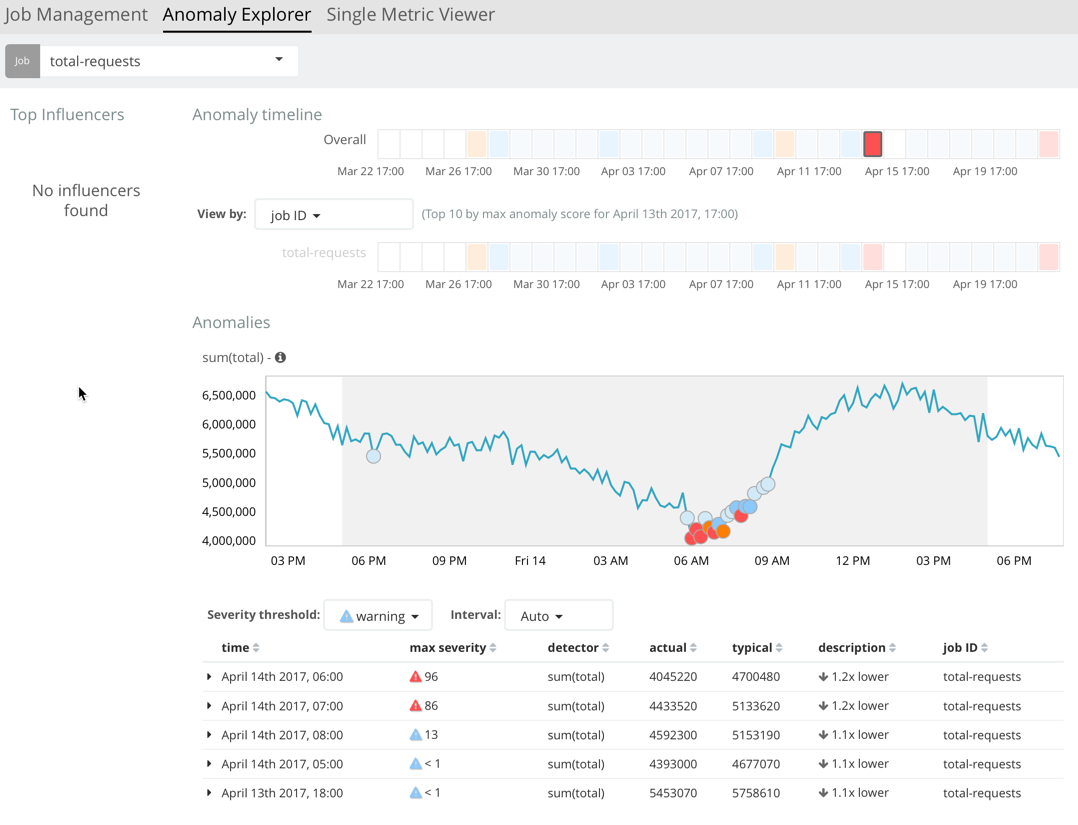 Job Management Anomaly Explorer Single Metric Viewer
Job total-requests
Top Influencers
No influencers
found
Anomaly timeline
Overall
Mar 22 17:00 Mar 26 17:00 Mar 30 17:00 Apr 03 17:00 Apr 07 17:00 Apr 11 17:00 Apr 15 17:00 Apr 19 17:00
View by: job ID (Top 10 by max anomaly score for April 13th 2017, 17:00)
total-requests
Mar 22 17:00 Mar 26 17:00 Mar 30 17:00 Apr 03 17:00 Apr 07 17:00 Apr 11 17:00 Apr 15 17:00 Apr 19 17:00
Anomalies
sum(total) - i
6,500,000
6,000,000
5,500,000
5,000,000
4,500,000
4,000,000
03 PM 06 PM 09 PM Fri 14 03 AM 06 AM 09 AM 12 PM 03 PM 06 PM
Severity threshold: warning Interval: Auto
time max severity detector actual typical description job ID
April 14th 2017, 06:00 96 sum(total) 4045220 4700480 1.2x lower total-requests
April 14th 2017, 07:00 86 sum(total) 4433520 5133620 1.2x lower total-requests
April 14th 2017, 08:00 13 sum(total) 4592300 5153190 1.1x lower total-requests
April 14th 2017, 05:00 < 1 sum(total) 4393000 4677070 1.1x lower total-requests
April 13th 2017, 18:00 < 1 sum(total) 5453070 5758610 1.1x lower total-requests